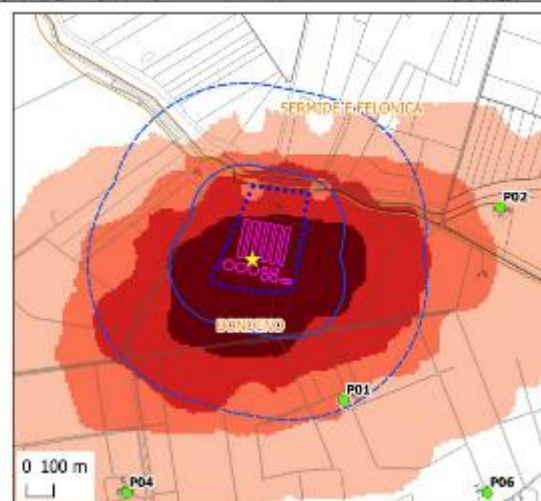 SERMIDE E FELONICA
P02
BONDENO
P01
0 100 m
P04
P06